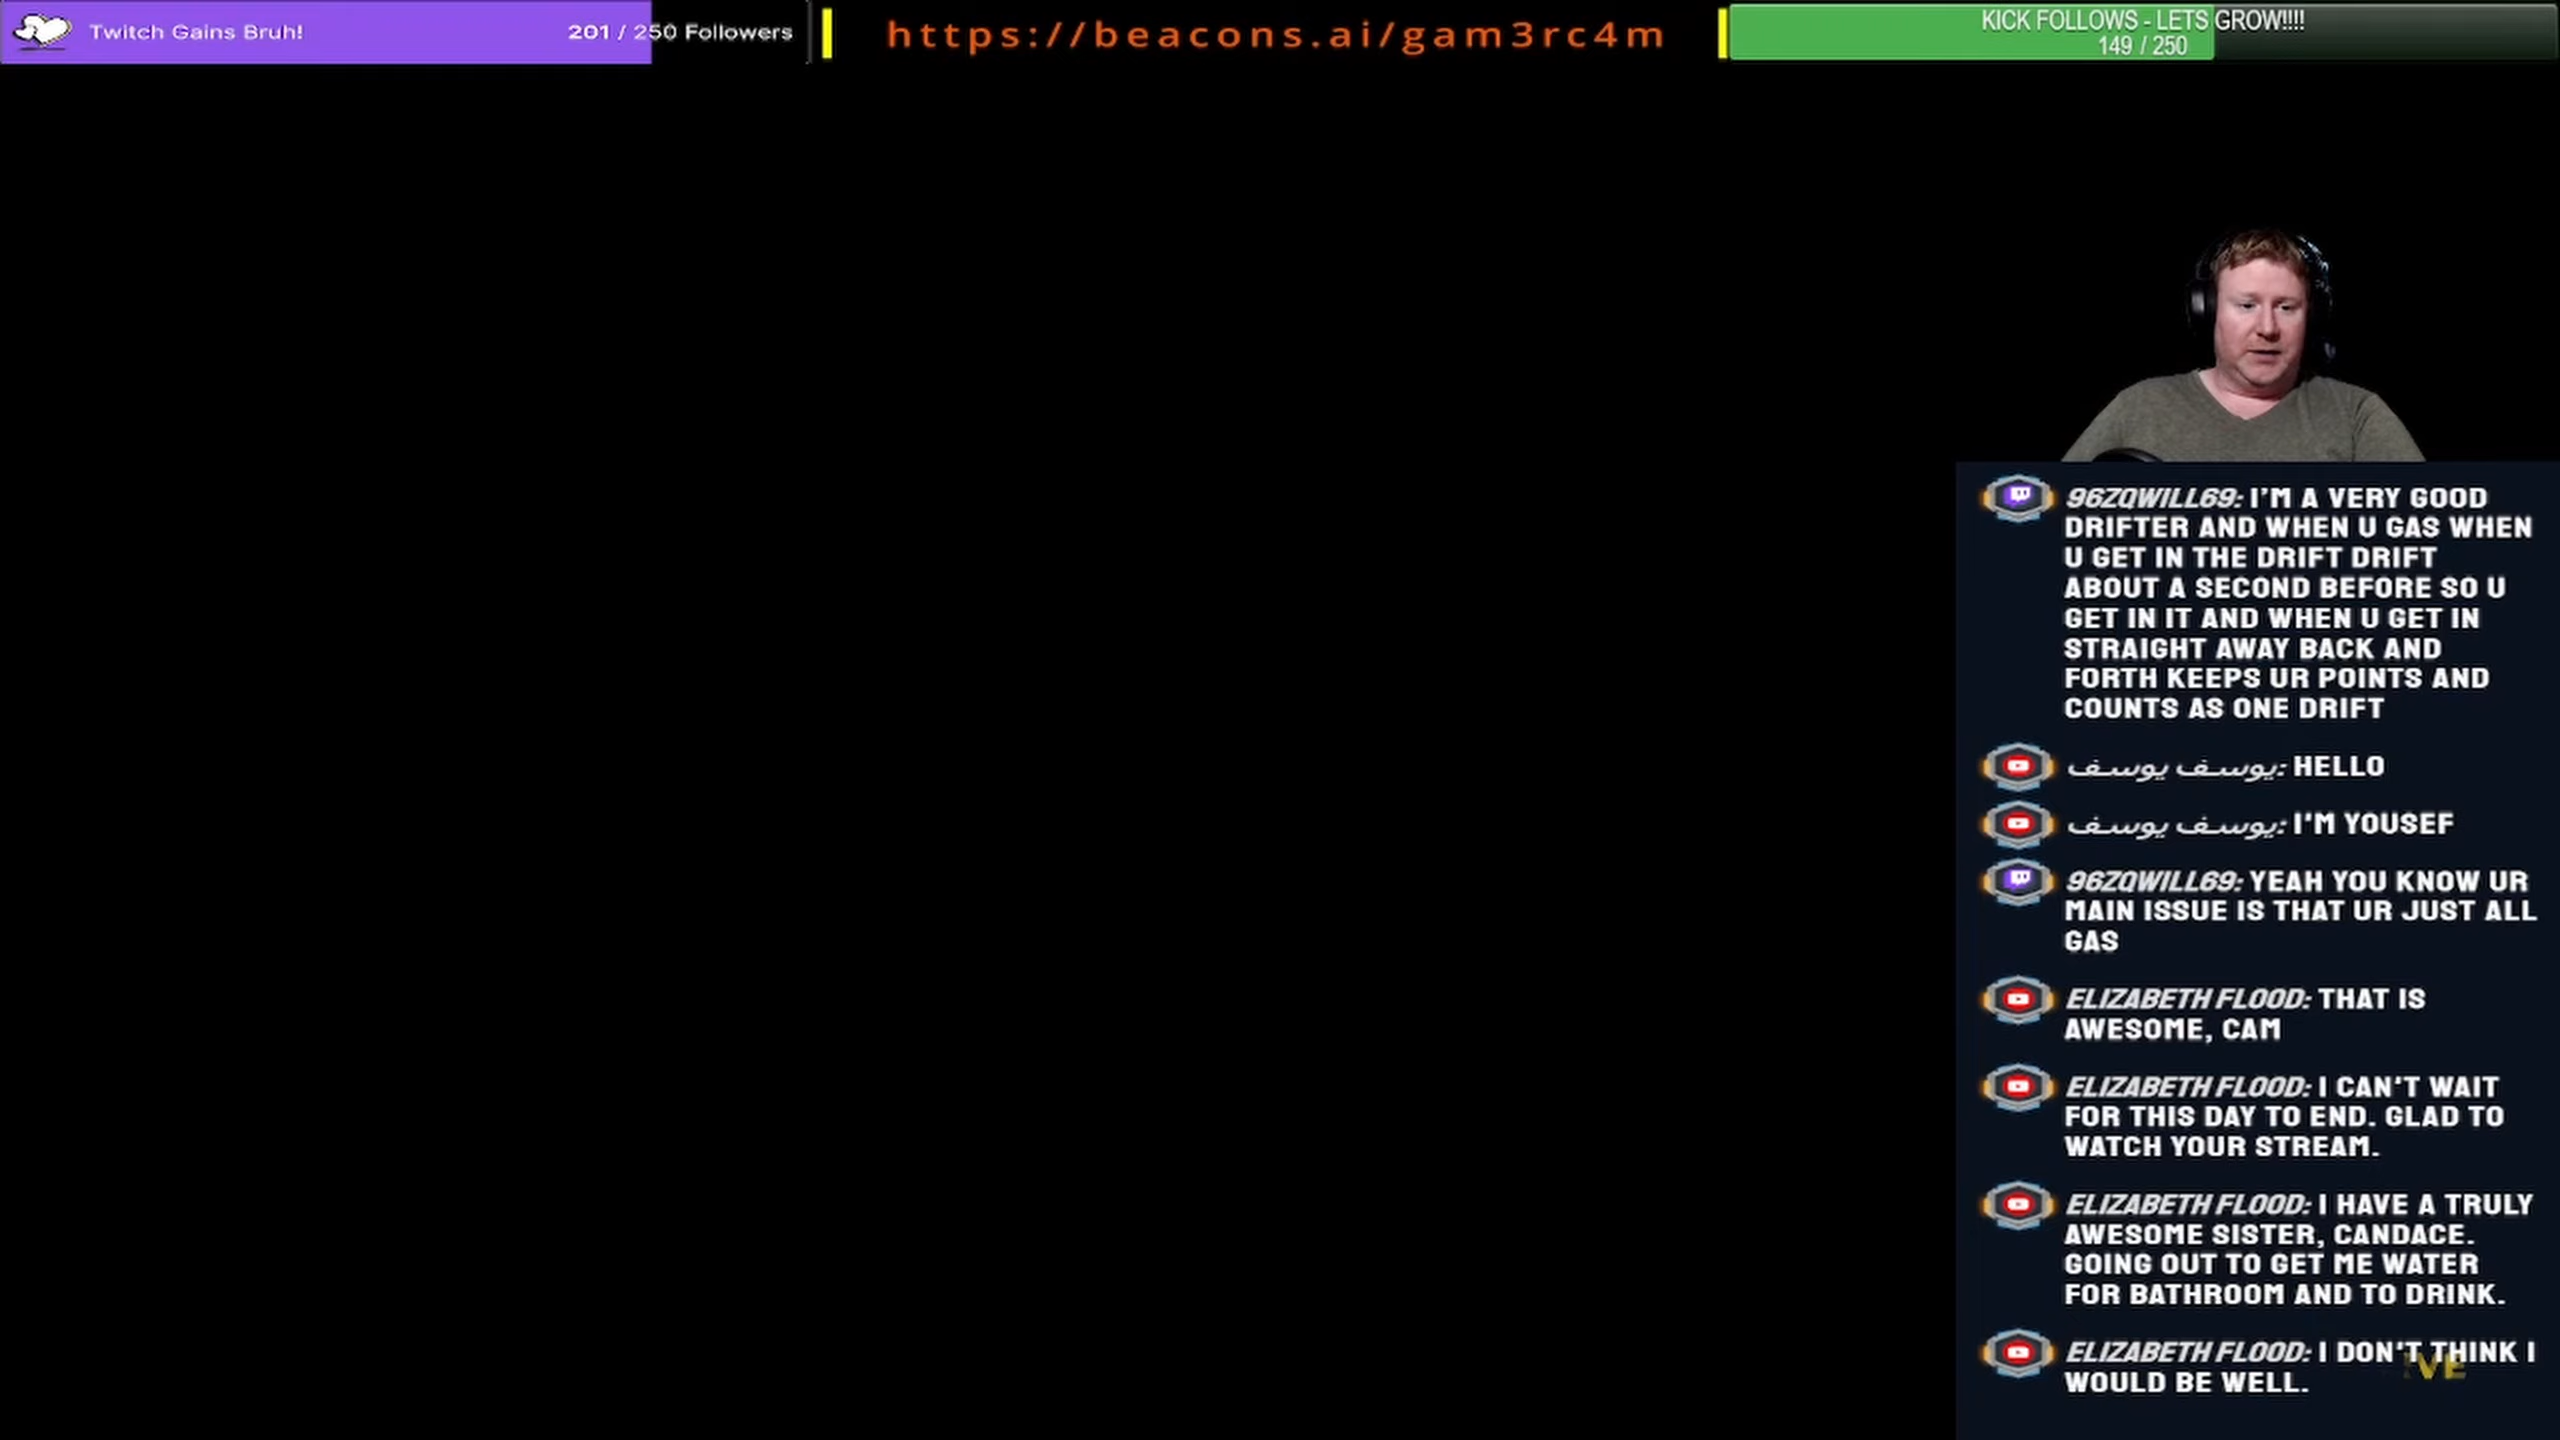 Twitch Gains Bruh! 201 / 250 Followers
https://beacons.ai/gam3rc4m
KICK FOLLOWS - LETS GROW!!!!
149 / 250
96ZQWILL69: I'M A VERY GOOD
DRIFTER AND WHEN U GAS WHEN
U GET IN THE DRIFT DRIFT
ABOUT A SECOND BEFORE SO U
GET IN IT AND WHEN U GET IN
STRAIGHT AWAY BACK AND
FORTH KEEPS UR POINTS AND
COUNTS AS ONE DRIFT
يوسف يوسف: HELLO
يوسف يوسف: I'M YOUSEF
96ZQWILL69: YEAH YOU KNOW UR
MAIN ISSUE IS THAT UR JUST ALL
GAS
ELIZABETH FLOOD: THAT IS
AWESOME, CAM
ELIZABETH FLOOD: I CAN'T WAIT
FOR THIS DAY TO END. GLAD TO
WATCH YOUR STREAM.
ELIZABETH FLOOD: I HAVE A TRULY
AWESOME SISTER, CANDACE.
GOING OUT TO GET ME WATER
FOR BATHROOM AND TO DRINK.
ELIZABETH FLOOD: I DON'T THINK I
WOULD BE WELL.